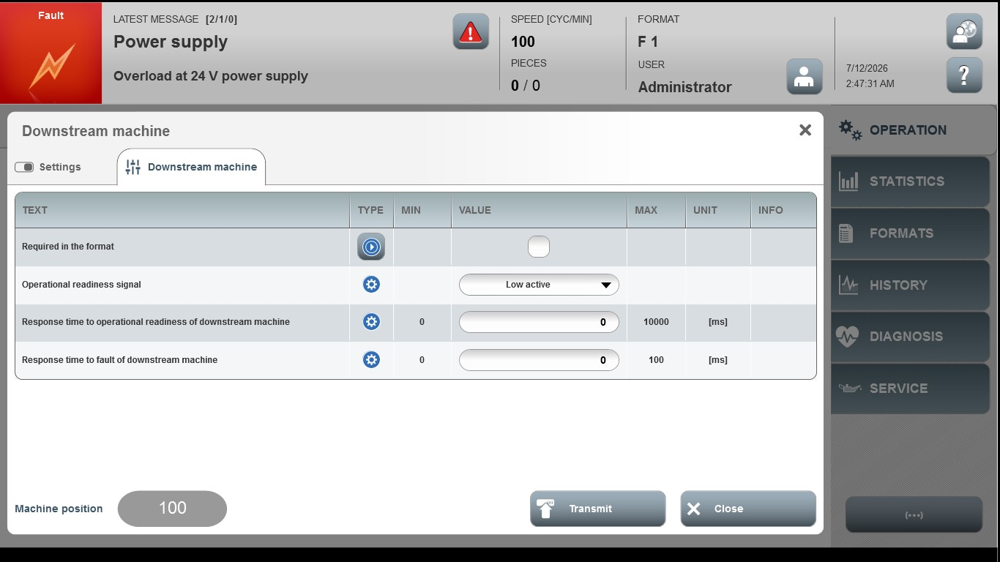 Fault
LATEST MESSAGE [2/1/0]
Power supply
Overload at 24 V power supply
SPEED [CYC/MIN]
100
PIECES
0 / 0
FORMAT
F 1
USER
Administrator
7/12/2026
2:47:31 AM
?
Downstream machine
Settings
Downstream machine
TEXT TYPE MIN VALUE MAX UNIT INFO
Required in the format
Operational readiness signal Low active
Response time to operational readiness of downstream machine 0 0 10000 [ms]
Response time to fault of downstream machine 0 0 100 [ms]
Machine position 100
Transmit
Close
OPERATION
STATISTICS
FORMATS
HISTORY
DIAGNOSIS
SERVICE
(•••)